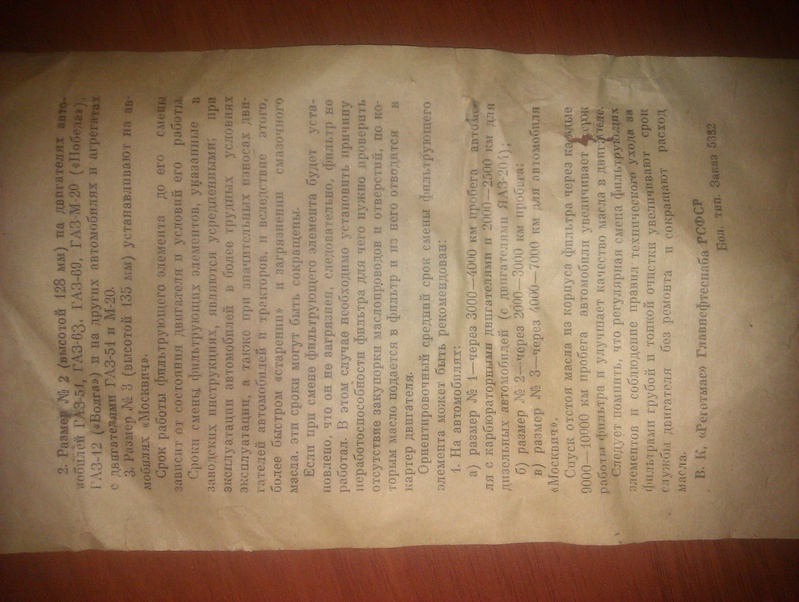 2. Размер № 2 (высотой 128 мм) на двигателях авто-
мобилей ГАЗ-51, ГАЗ-63, ГАЗ-69, ГАЗ-М-20 («Победа»),
ГАЗ-12 («Волга») и на других автомобилях и агрегатах
с двигателями ГАЗ-51 и М-20.
3. Размер № 3 (высотой 135 мм) устанавливают на ав-
мобилях «Москвич».
Срок работы фильтрующего элемента до его смены
зависит от состояния двигателя и условий его работы.
Сроки смены фильтрующих элементов, указанные в
заводских инструкциях, являются усредненными; при
эксплуатации автомобилей в более трудных условиях
эксплуатации, а также при значительных износах дви-
гателей автомобилей и тракторов, и вследствие этого,
более быстром «старении» и загрязнении смазочного
масла, эти сроки могут быть сокращены.
Если при смене фильтрующего элемента будет уста-
новлено, что он не загрязнен, следовательно, фильтр не
работал. В этом случае необходимо установить причину
неработоспособности фильтра для чего нужно проверить
отсутствие закупорки маслопроводов и отверстий, по ко-
торым масло подается в фильтр и из него отводится в
картер двигателя.
Ориентировочный средний срок смены фильтрующего
элемента может быть рекомендован:
1. На автомобилях:
а) размер № 1—через 3000—4000 км пробега автомо-
ля с карбюраторными двигателями и 2000—2500 км для
дизельных автомобилей (с двигателями ЯАЗ-204);
б) размер № 2—через 2000—3000 км пробега;
в) размер № 3—через 4000—7000 км для автомобиля
«Москвич».
Спуск отстоя масла из корпуса фильтра через каждые
9000—10000 км пробега автомобиля увеличивает срок
работы фильтра и улучшает качество масла в двигателе.
Следует помнить, что регулярная смена фильтрующих
элементов и соблюдение правил технического ухода за
фильтрами грубой и тонкой очистки увеличивают срок
службы двигателя без ремонта и сокращают расход
масла.
В. К. «Реготмас» Главнефтеснаба РСФСР
Бол. тип. Заказ 5382